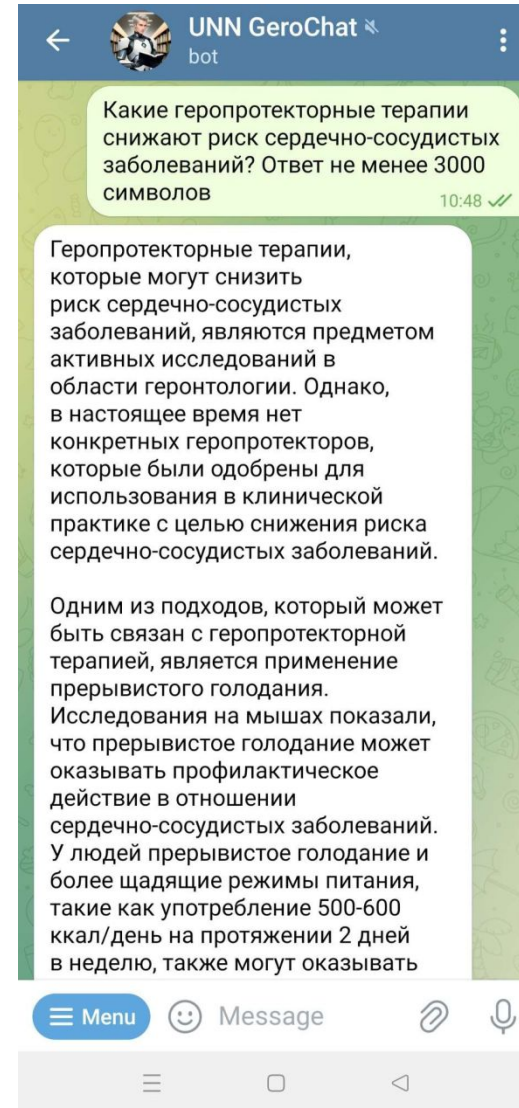 UNN GeroChat
bot
Какие геропротекторные терапии
снижают риск сердечно-сосудистых
заболеваний? Ответ не менее 3000
символов
10:48
Геропротекторные терапии,
которые могут снизить
риск сердечно-сосудистых
заболеваний, являются предметом
активных исследований в
области геронтологии. Однако,
в настоящее время нет
конкретных геропротекторов,
которые были одобрены для
использования в клинической
практике с целью снижения риска
сердечно-сосудистых заболеваний.
Одним из подходов, который может
быть связан с геропротекторной
терапией, является применение
прерывистого голодания.
Исследования на мышах показали,
что прерывистое голодание может
оказывать профилактическое
действие в отношении
сердечно-сосудистых заболеваний.
У людей прерывистое голодание и
более щадящие режимы питания,
такие как употребление 500-600
ккал/день на протяжении 2 дней
в неделю, также могут оказывать
Menu
Message